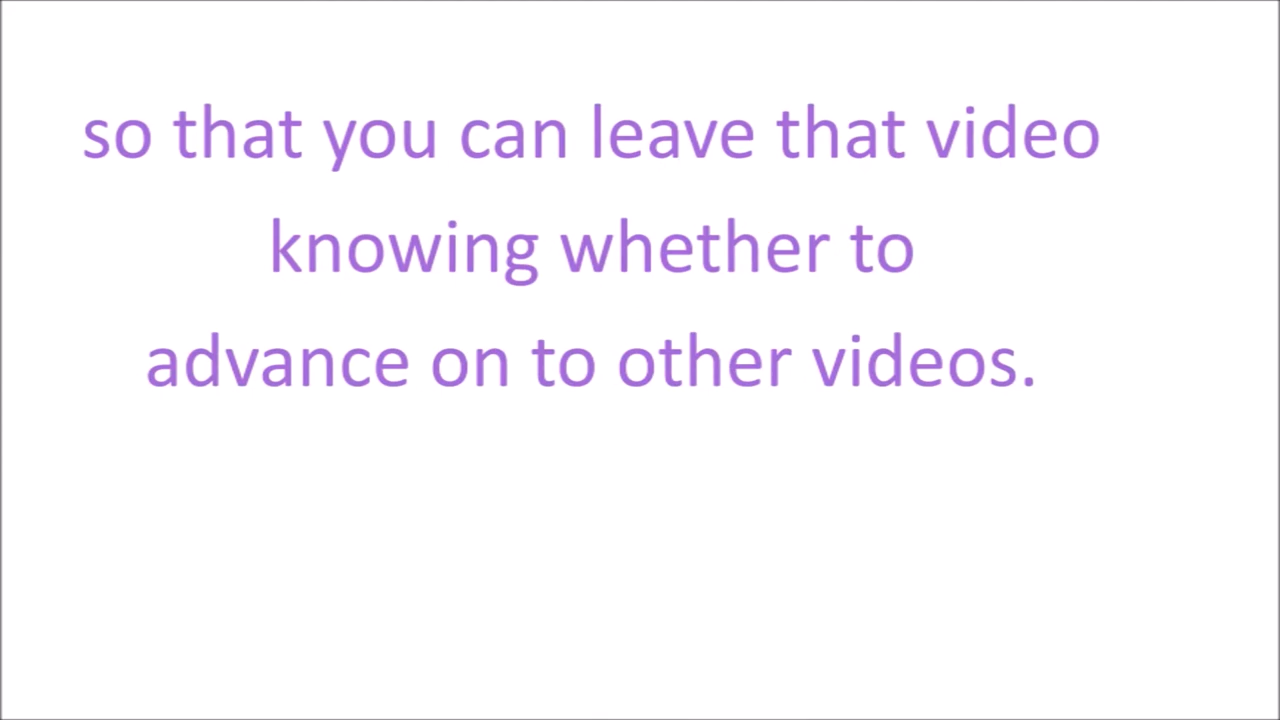 so that you can leave that video
knowing whether to
advance on to other videos.